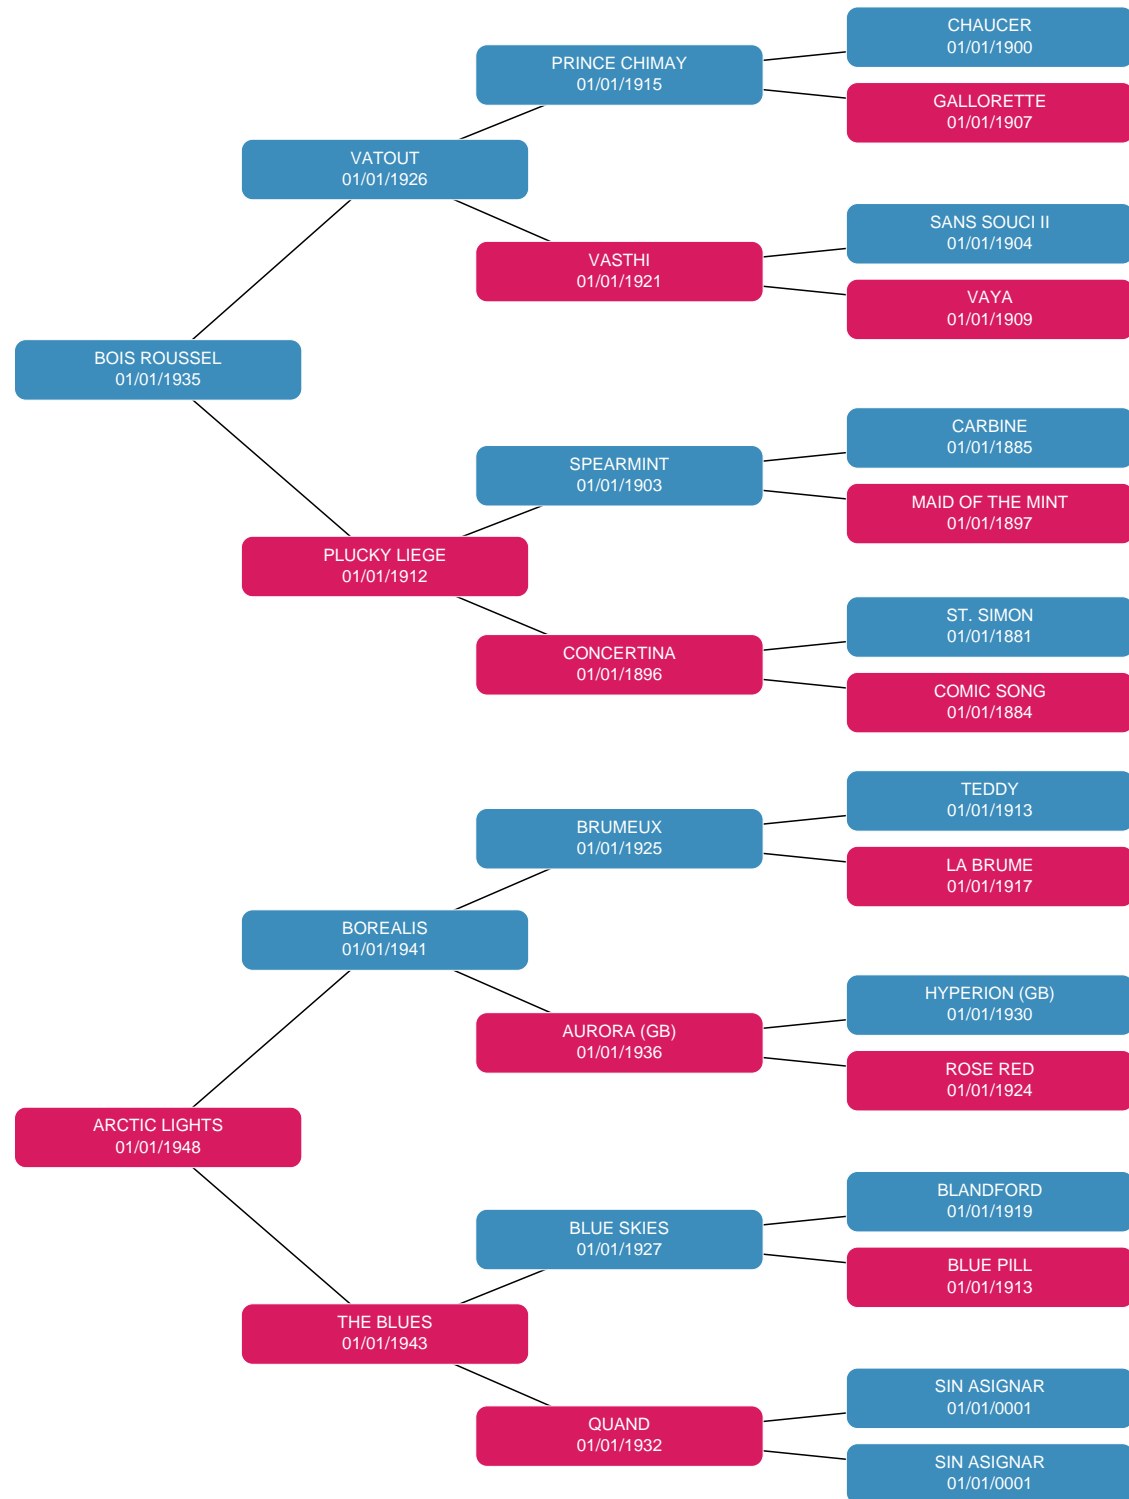 CHAUCER
01/01/1900
PRINCE CHIMAY
01/01/1915
GALLORETTE
01/01/1907
VATOUT
01/01/1926
SANS SOUCI II
01/01/1904
VASTHI
01/01/1921
VAYA
01/01/1909
BOIS ROUSSEL
01/01/1935
CARBINE
01/01/1885
SPEARMINT
01/01/1903
MAID OF THE MINT
01/01/1897
PLUCKY LIEGE
01/01/1912
ST. SIMON
01/01/1881
CONCERTINA
01/01/1896
COMIC SONG
01/01/1884
TEDDY
01/01/1913
BRUMEUX
01/01/1925
LA BRUME
01/01/1917
BOREALIS
01/01/1941
HYPERION (GB)
01/01/1930
AURORA (GB)
01/01/1936
ROSE RED
01/01/1924
ARCTIC LIGHTS
01/01/1948
BLANDFORD
01/01/1919
BLUE SKIES
01/01/1927
BLUE PILL
01/01/1913
THE BLUES
01/01/1943
SIN ASIGNAR
01/01/0001
QUAND
01/01/1932
SIN ASIGNAR
01/01/0001